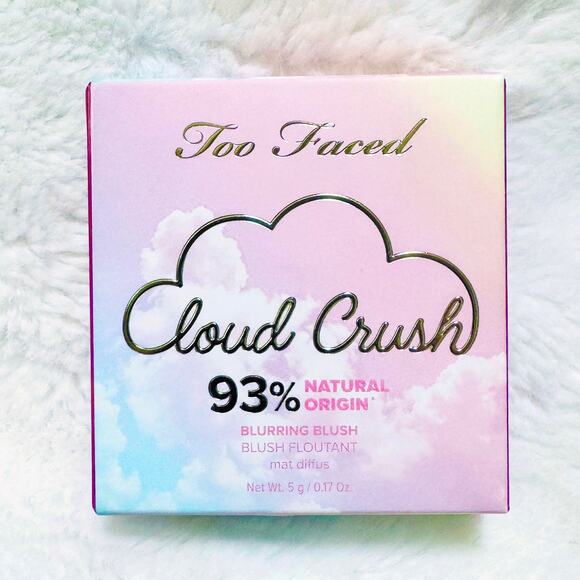 Too Faced
Cloud Crush
93% NATURAL ORIGIN*
BLURRING BLUSH
BLUSH FLOUTANT
mat diffus
Net Wt. 5 g / 0.17 Oz.